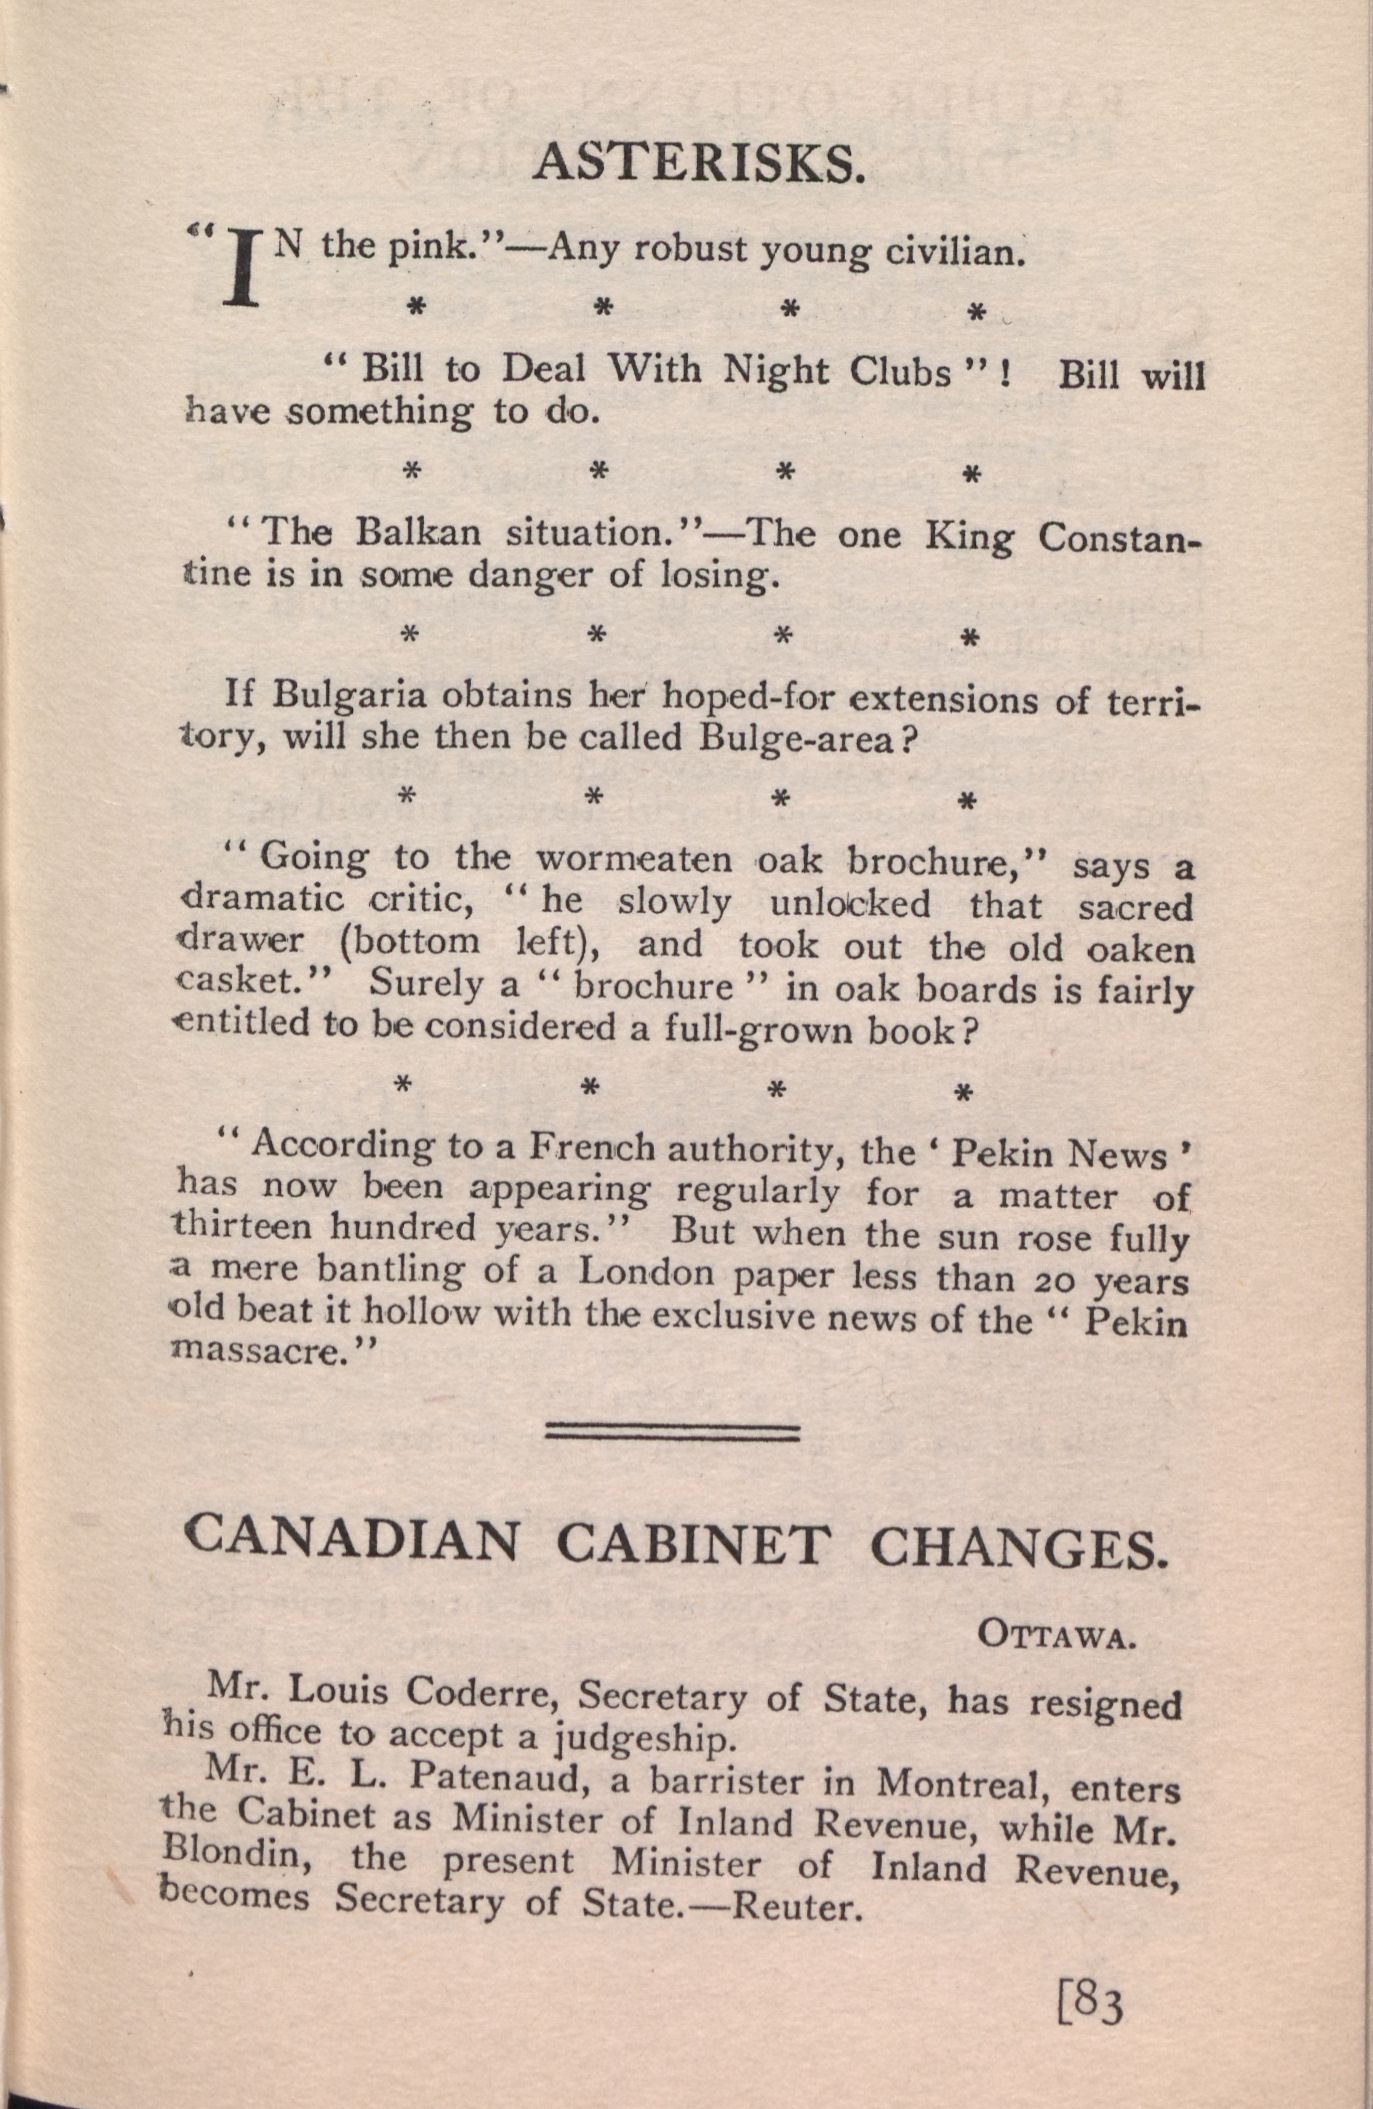 ASTERISKS.
“IN the pink.”—Any robust young civilian.
* * * *
“ Bill to Deal With Night Clubs ” ! Bill will
have something to do.
* * * *
“ The Balkan situation.”—The one King Constan-
tine is in some danger of losing.
* * * *
If Bulgaria obtains her hoped-for extensions of terri-
tory, will she then be called Bulge-area ?
* * * *
“ Going to the wormeaten oak brochure,” says a
dramatic critic, “ he slowly unlocked that sacred
drawer (bottom left), and took out the old oaken
casket.” Surely a “ brochure ” in oak boards is fairly
entitled to be considered a full-grown book ?
* * * *
“ According to a French authority, the ‘ Pekin News ’
has now been appearing regularly for a matter of
thirteen hundred years.” But when the sun rose fully
a mere bantling of a London paper less than 20 years
old beat it hollow with the exclusive news of the “ Pekin
massacre.”
CANADIAN CABINET CHANGES.
OTTAWA.
Mr. Louis Coderre, Secretary of State, has resigned
his office to accept a judgeship.
Mr. E. L. Patenaud, a barrister in Montreal, enters
the Cabinet as Minister of Inland Revenue, while Mr.
Blondin, the present Minister of Inland Revenue,
becomes Secretary of State.—Reuter.
[83